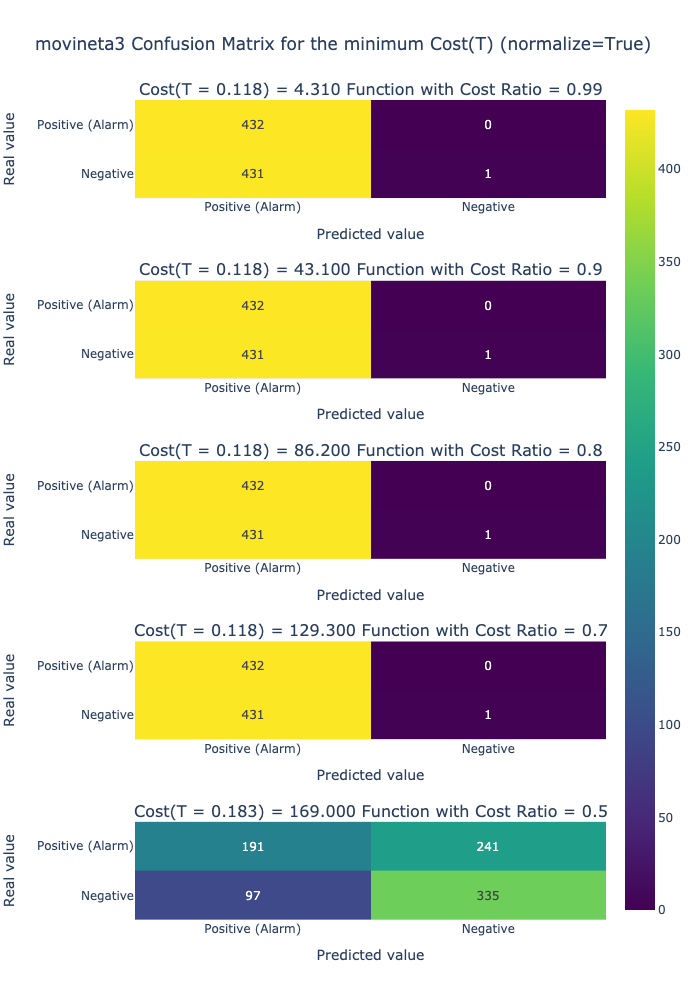 movineta3 Confusion Matrix for the minimum Cost(T) (normalize=True)
Cost(T = 0.118) = 4.310 Function with Cost Ratio = 0.99
Real value
Positive (Alarm) 432 0
Negative 431 1
Positive (Alarm) Negative
Predicted value
Cost(T = 0.118) = 43.100 Function with Cost Ratio = 0.9
Real value
Positive (Alarm) 432 0
Negative 431 1
Positive (Alarm) Negative
Predicted value
Cost(T = 0.118) = 86.200 Function with Cost Ratio = 0.8
Real value
Positive (Alarm) 432 0
Negative 431 1
Positive (Alarm) Negative
Predicted value
Cost(T = 0.118) = 129.300 Function with Cost Ratio = 0.7
Real value
Positive (Alarm) 432 0
Negative 431 1
Positive (Alarm) Negative
Predicted value
Cost(T = 0.183) = 169.000 Function with Cost Ratio = 0.5
Real value
Positive (Alarm) 191 241
Negative 97 335
Positive (Alarm) Negative
Predicted value
400
350
300
250
200
150
100
50
0